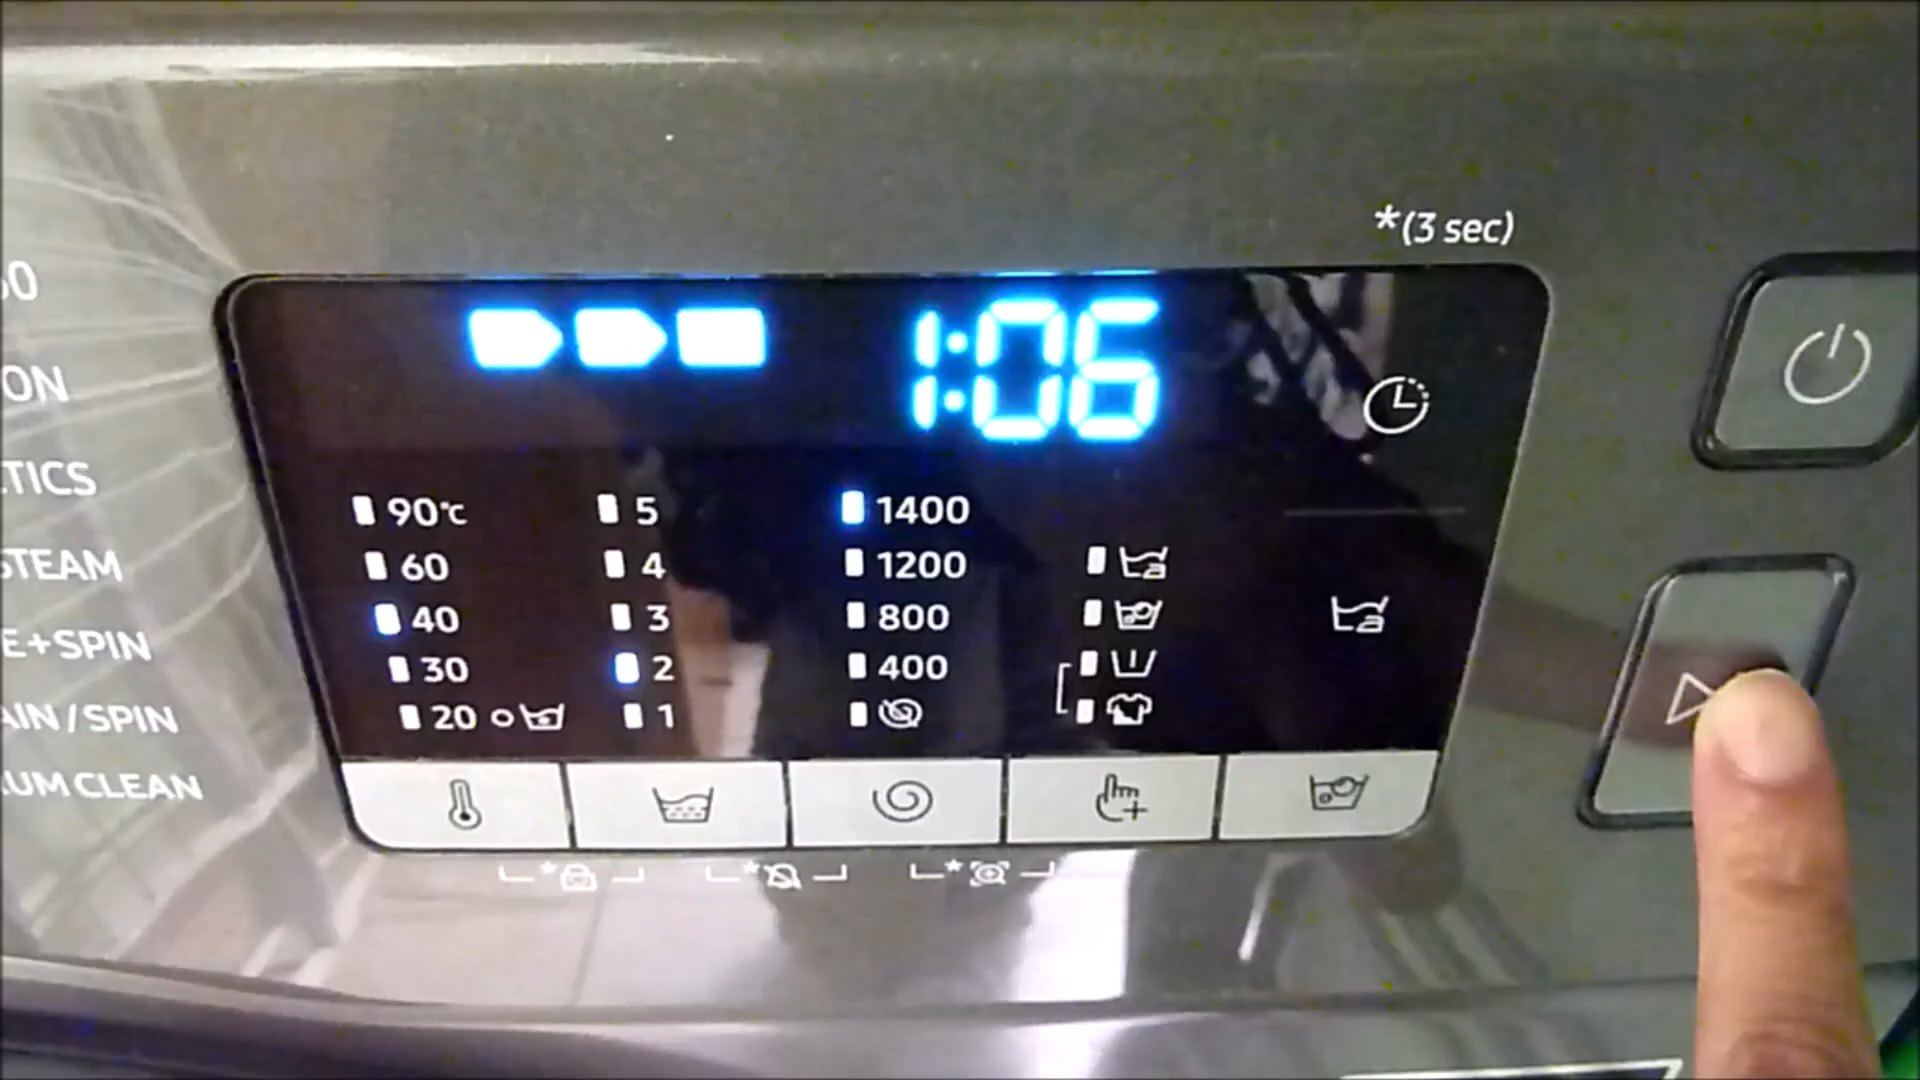 *(3 sec)
1:06
90°C 5 1400
60 4 1200
40 3 800
30 2 400
20 1
ON
TICS
STEAM
E+SPIN
AIN/SPIN
UM CLEAN